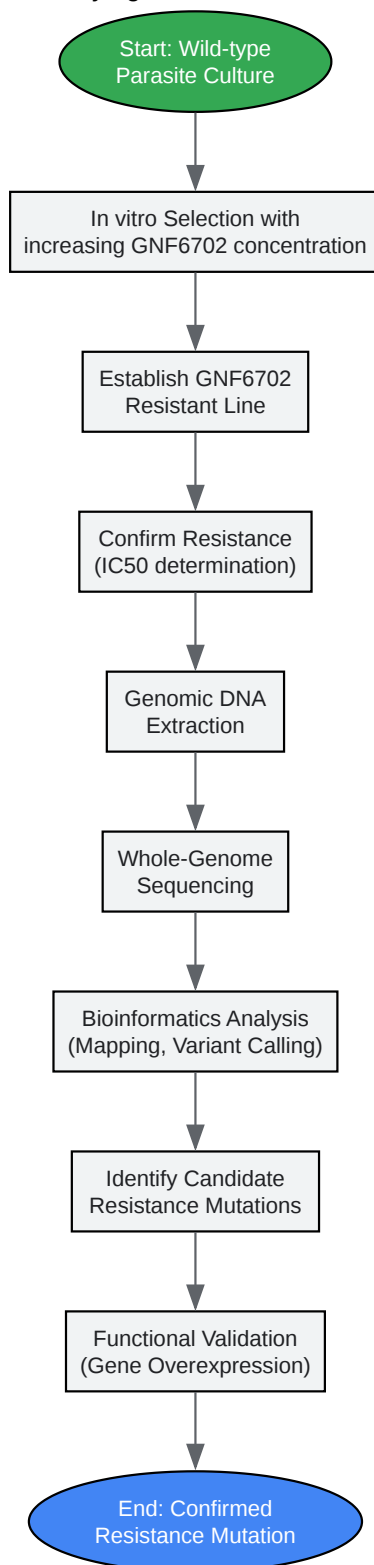 Start: Wild-type
Parasite Culture
In vitro Selection with
increasing GNF6702 concentration
Establish GNF6702
Resistant Line
Confirm Resistance
(IC50 determination)
Genomic DNA
Extraction
Whole-Genome
Sequencing
Bioinformatics Analysis
(Mapping, Variant Calling)
Identify Candidate
Resistance Mutations
Functional Validation
(Gene Overexpression)
End: Confirmed
Resistance Mutation